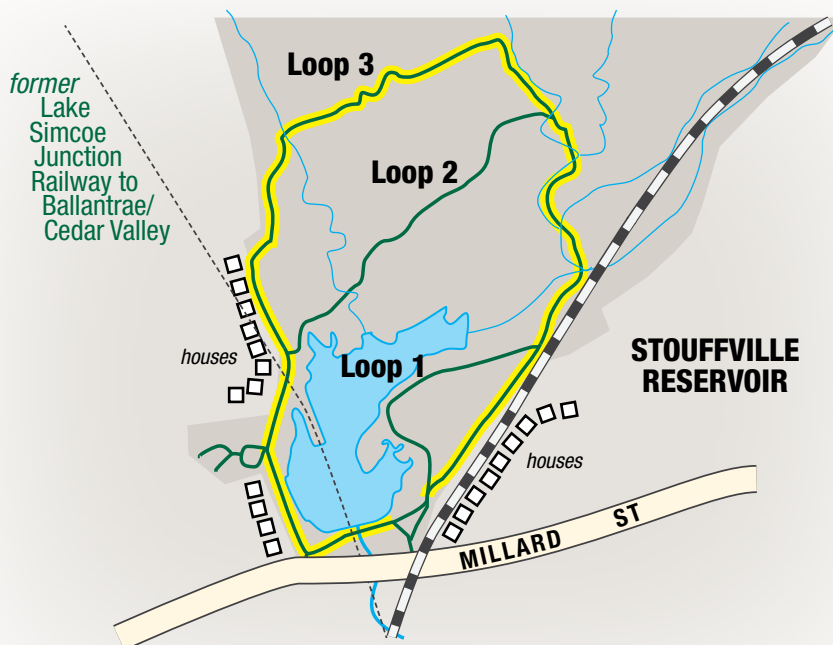 Loop 3
former
Lake
Simcoe
Junction
Railway to
Ballantrae/
Cedar Valley
Loop 2
houses
Loop 1
STOUFFVILLE
RESERVOIR
houses
MILLARD ST